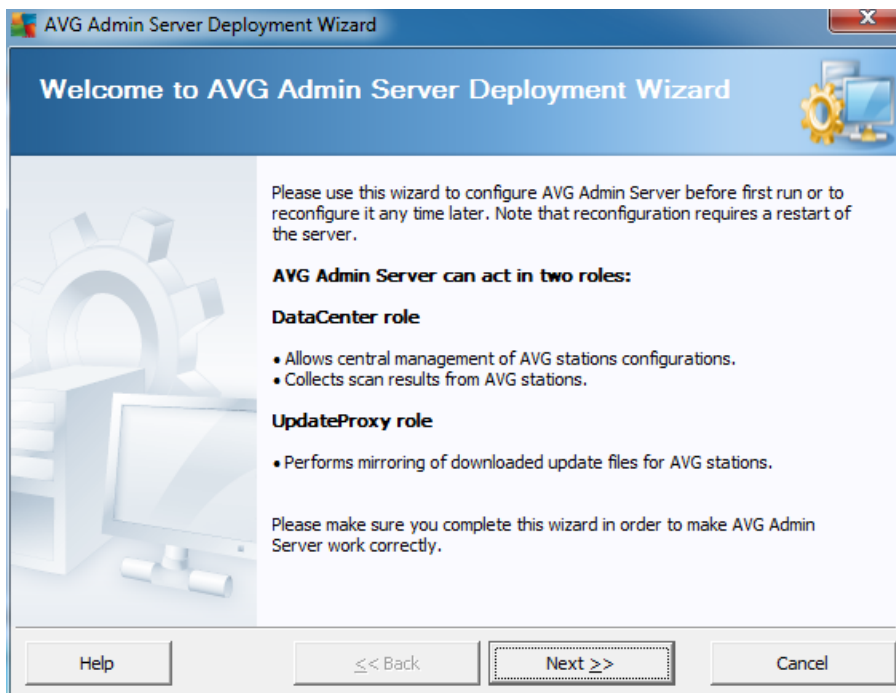 AVG Admin Server Deployment Wizard
Welcome to AVG Admin Server Deployment Wizard
Please use this wizard to configure AVG Admin Server before first run or to
reconfigure it any time later. Note that reconfiguration requires a restart of
the server.
AVG Admin Server can act in two roles:
DataCenter role
• Allows central management of AVG stations configurations.
• Collects scan results from AVG stations.
UpdateProxy role
• Performs mirroring of downloaded update files for AVG stations.
Please make sure you complete this wizard in order to make AVG Admin
Server work correctly.
Help
<< Back
Next >>
Cancel